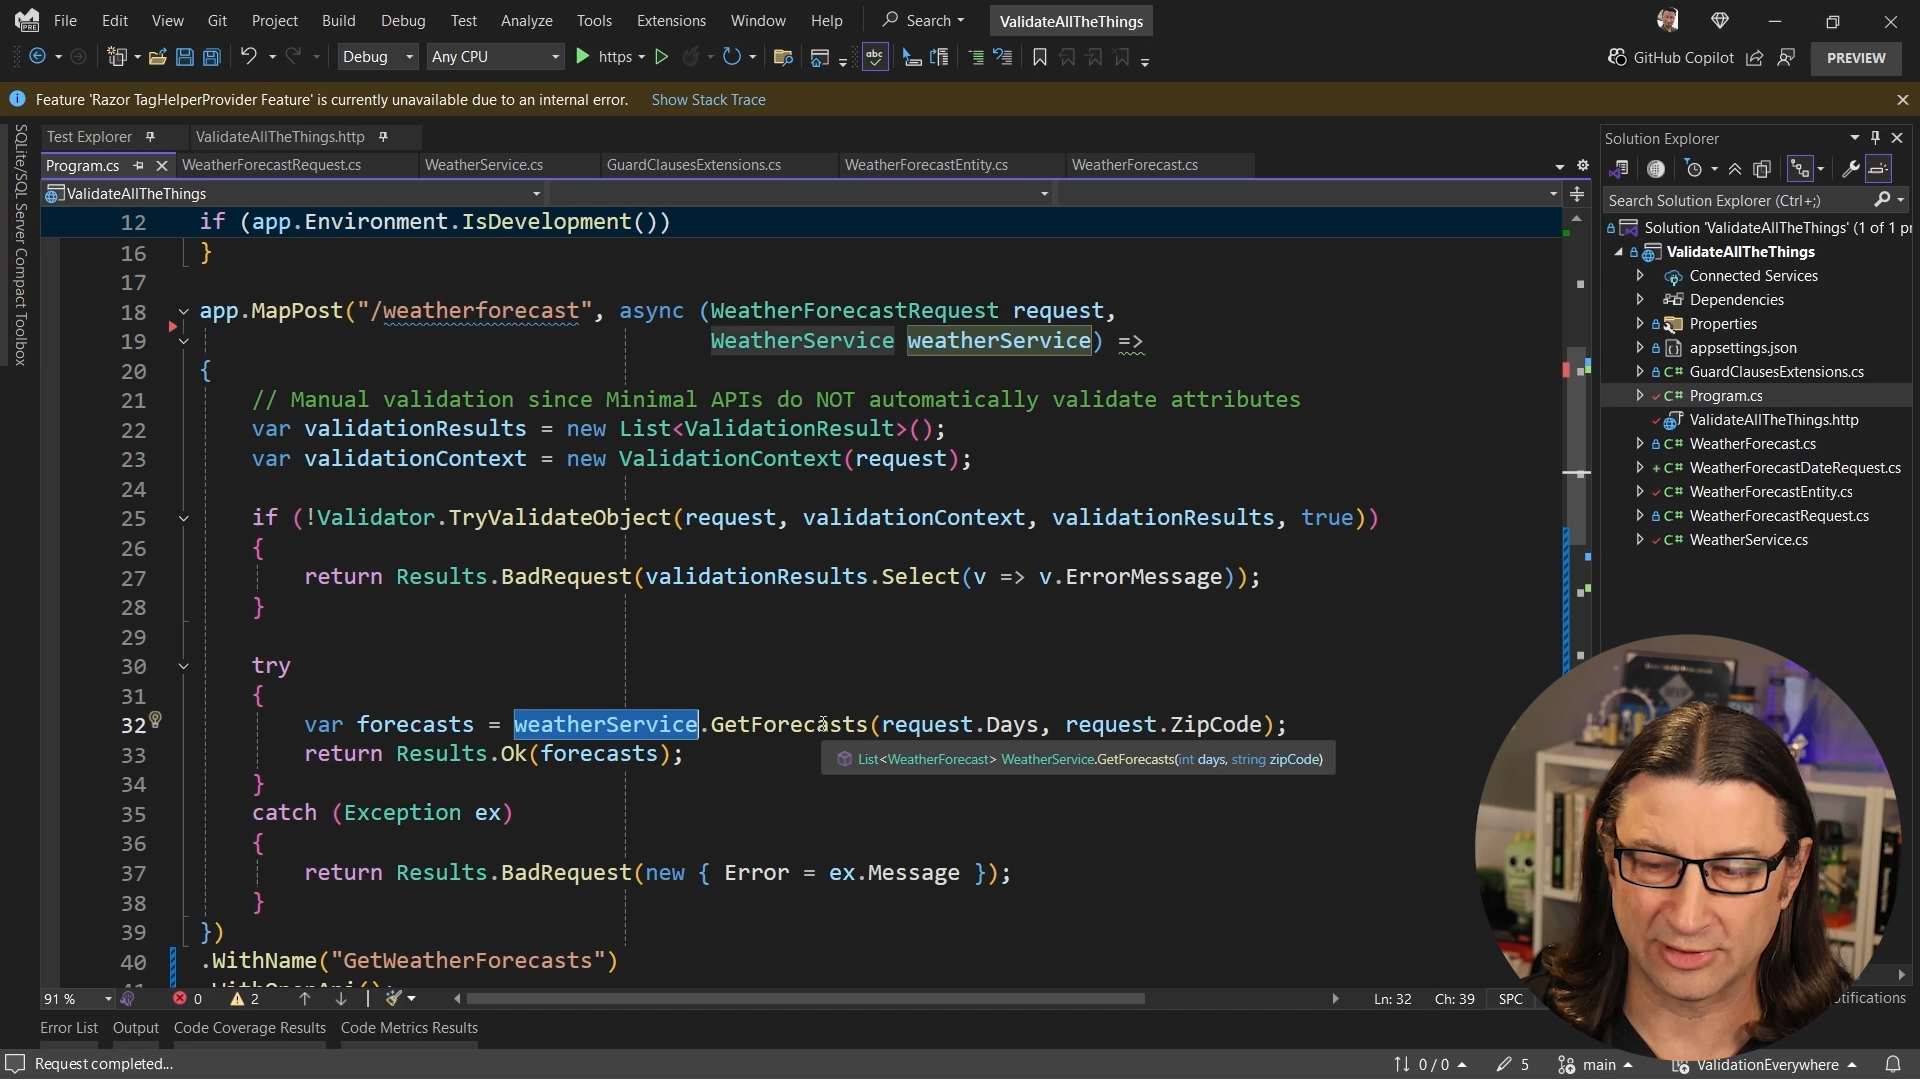 File Edit View Git Project Build Debug Test Analyze Tools Extensions Window Help Search ValidateAllTheThings
Debug Any CPU https GitHub Copilot PREVIEW
Feature 'Razor TagHelperProvider Feature' is currently unavailable due to an internal error. Show Stack Trace
SQLite/SQL Server Compact Toolbox
Test Explorer ValidateAllTheThings.http
Program.cs WeatherForecastRequest.cs WeatherService.cs GuardClausesExtensions.cs WeatherForecastEntity.cs WeatherForecast.cs
ValidateAllTheThings
12 if (app.Environment.IsDevelopment())
16 }
17
18 app.MapPost("/weatherforecast", async (WeatherForecastRequest request,
19 WeatherService weatherService) =>
20 {
21 // Manual validation since Minimal APIs do NOT automatically validate attributes
22 var validationResults = new List<ValidationResult>();
23 var validationContext = new ValidationContext(request);
24
25 if (!Validator.TryValidateObject(request, validationContext, validationResults, true))
26 {
27 return Results.BadRequest(validationResults.Select(v => v.ErrorMessage));
28 }
29
30 try
31 {
32 var forecasts = weatherService.GetForecasts(request.Days, request.ZipCode);
33 return Results.Ok(forecasts);
List<WeatherForecast> WeatherService.GetForecasts(int days, string zipCode)
34 }
35 catch (Exception ex)
36 {
37 return Results.BadRequest(new { Error = ex.Message });
38 }
39 })
40 .WithName("GetWeatherForecasts")
91 % 0 2 Ln: 32 Ch: 39 SPC
Error List Output Code Coverage Results Code Metrics Results
Request completed... 0 / 0 5 main ValidationEverywhere
Solution Explorer
Search Solution Explorer (Ctrl+;)
Solution 'ValidateAllTheThings' (1 of 1 pr
ValidateAllTheThings
Connected Services
Dependencies
Properties
appsettings.json
C# GuardClausesExtensions.cs
C# Program.cs
ValidateAllTheThings.http
C# WeatherForecast.cs
C# WeatherForecastDateRequest.cs
C# WeatherForecastEntity.cs
C# WeatherForecastRequest.cs
C# WeatherService.cs